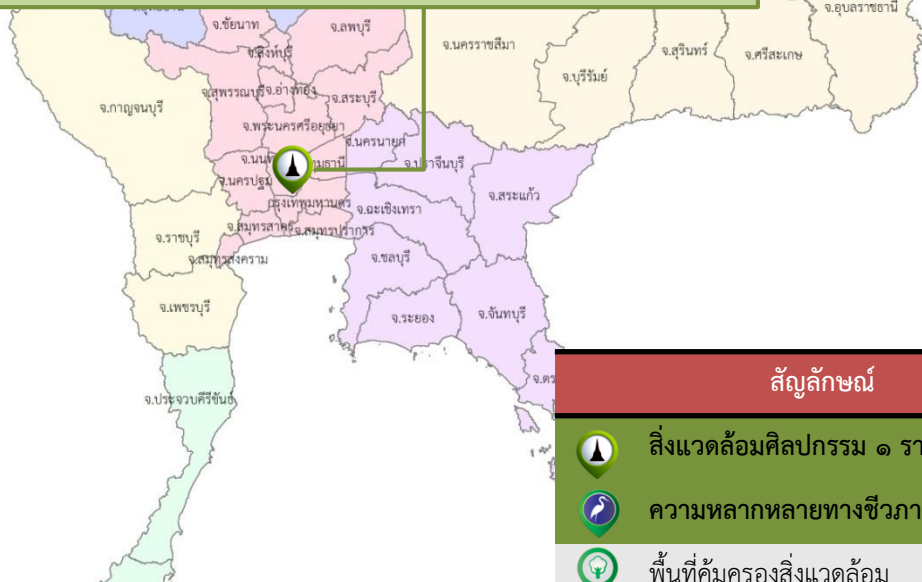 จ.อุบลราชธานี
จ.ชัยนาท
จ.ลพบุรี
จ.สิงห์บุรี
จ.นครราชสีมา
จ.บุรีรัมย์
จ.สุรินทร์
จ.ศรีสะเกษ
จ.กาญจนบุรี
จ.สุพรรณบุรี
จ.อ่างทอง
จ.สระบุรี
จ.พระนครศรีอยุธยา
จ.นครนายก
จ.ปราจีนบุรี
จ.นครปฐม
จ.สระแก้ว
กรุงเทพมหานคร
จ.ฉะเชิงเทรา
จ.ราชบุรี
จ.สมุทรสาคร
จ.สมุทรปราการ
จ.สมุทรสงคราม
จ.ชลบุรี
จ.เพชรบุรี
จ.ระยอง
จ.จันทบุรี
จ.ประจวบคีรีขันธ์
สัญลักษณ์
สิ่งแวดล้อมศิลปกรรม ๑ รา
ความหลากหลายทางชีวภา
พื้นที่คุ้มครองสิ่งแวดล้อม